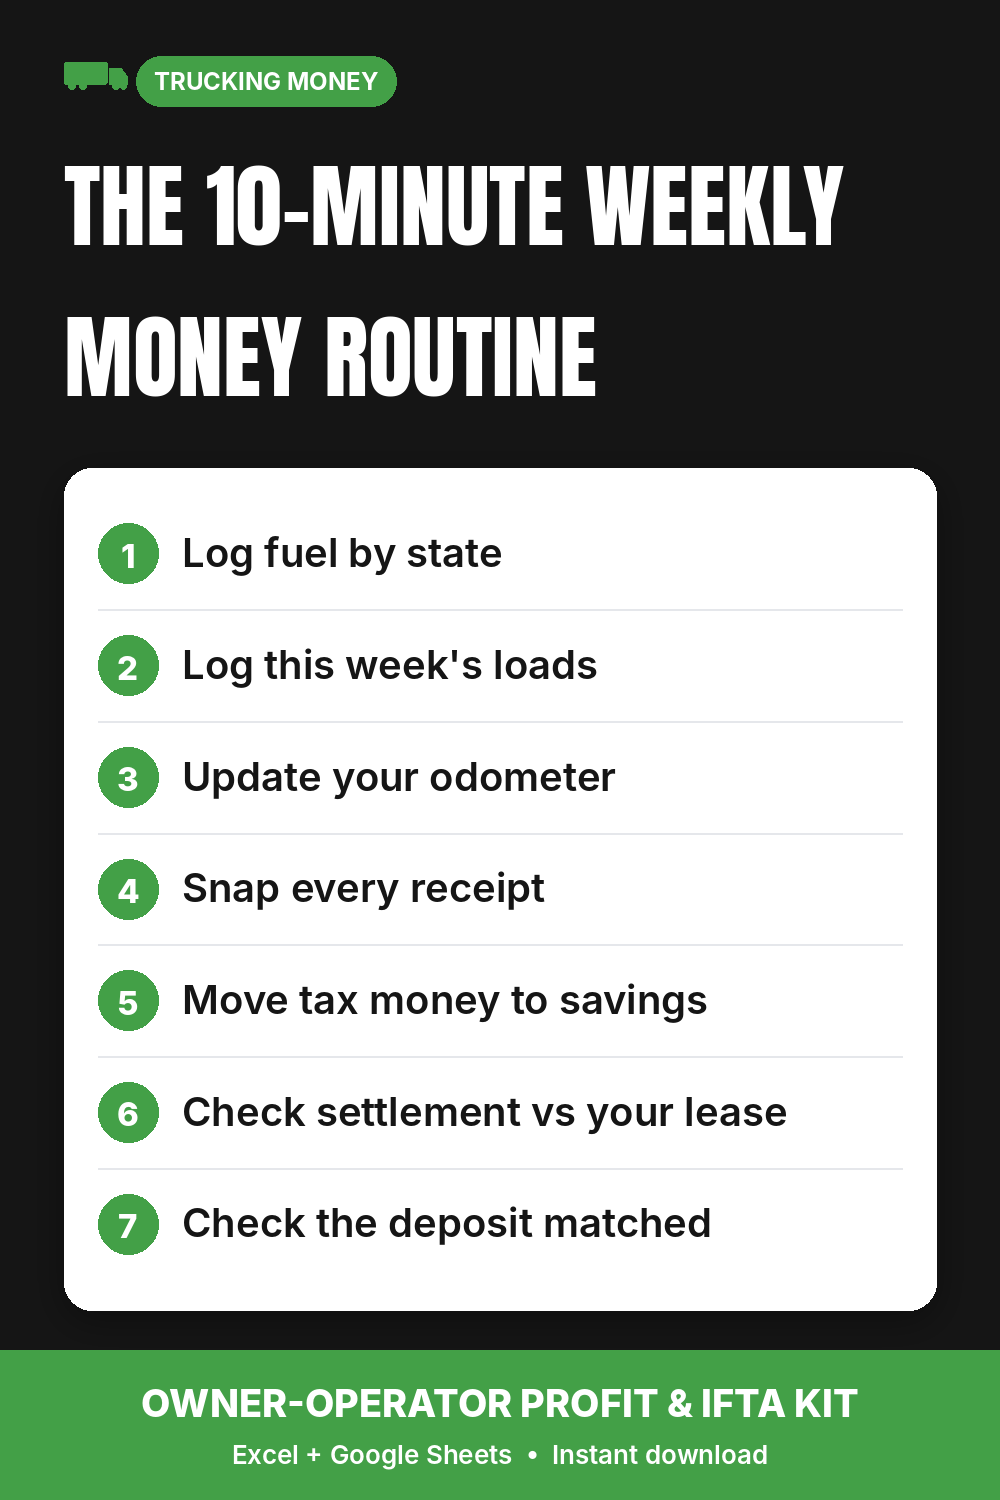 TRUCKING MONEY
THE 10-MINUTE WEEKLY
MONEY ROUTINE
1 Log fuel by state
2 Log this week's loads
3 Update your odometer
4 Snap every receipt
5 Move tax money to savings
6 Check settlement vs your lease
7 Check the deposit matched
OWNER-OPERATOR PROFIT & IFTA KIT
Excel + Google Sheets • Instant download